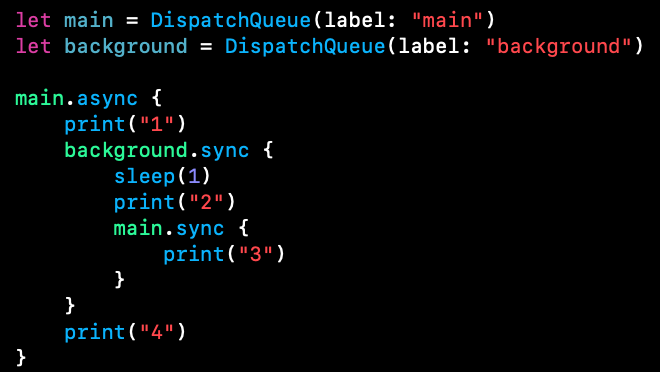 let main = DispatchQueue(label: "main")
let background = DispatchQueue(label: "background")

main.async {
    print("1")
    background.sync {
        sleep(1)
        print("2")
        main.sync {
            print("3")
        }
    }
    print("4")
}